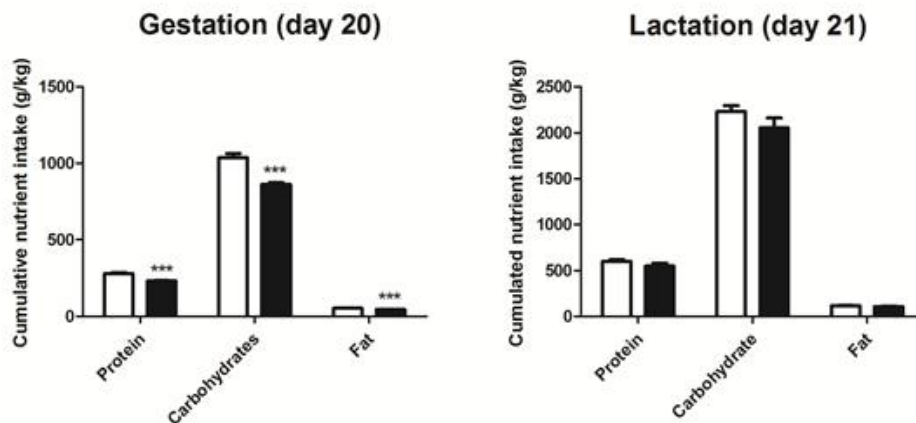 Gestation (day 20)
Cumulative nutrient intake (g/kg)
1500
1000
500
0
***
***
***
Protein
Carbohydrates
Fat
Lactation (day 21)
Cumulated nutrient intake (g/kg)
2500
2000
1500
1000
500
0
Protein
Carbohydrate
Fat